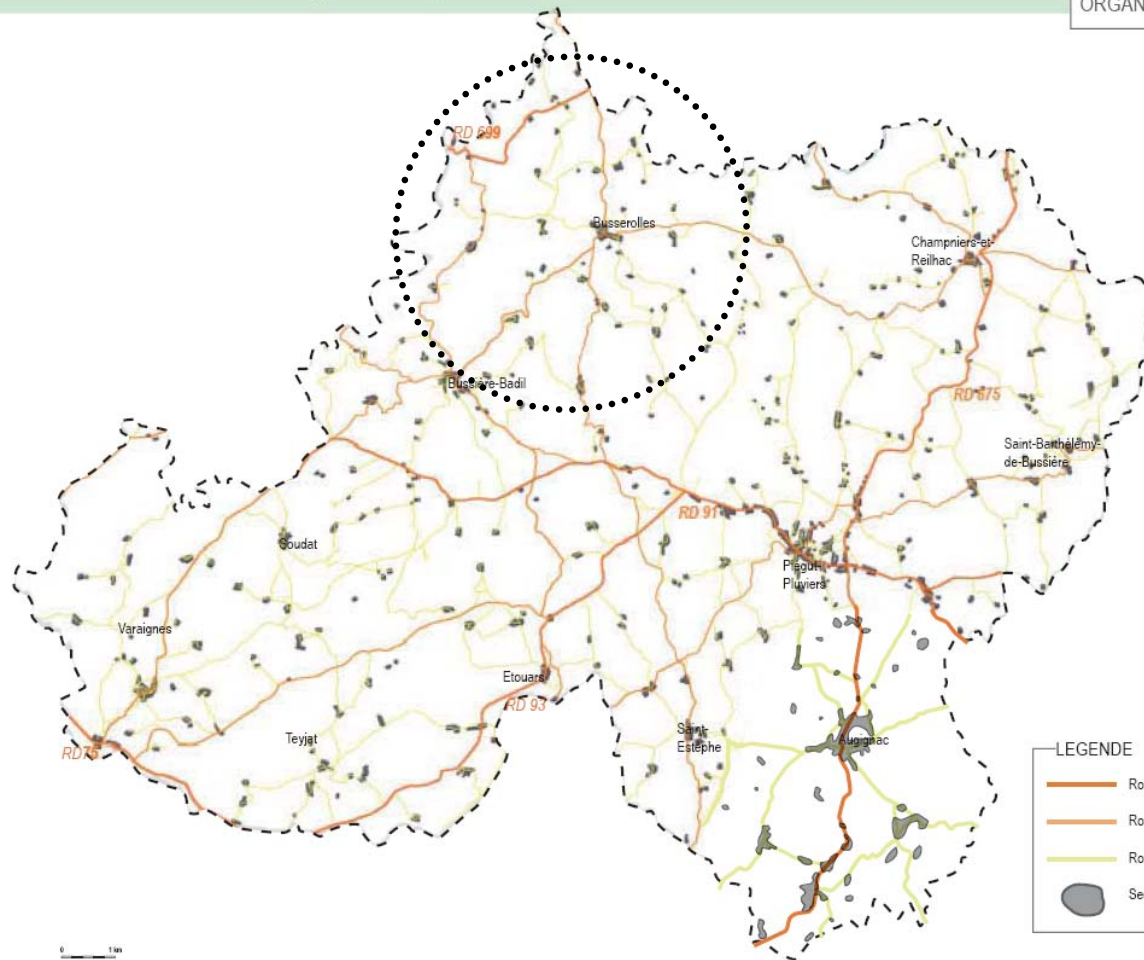 ORGAN
RD 699
Busserolles
Champniers-et-
Reilhac
Bussière-Badil
RD 675
Saint-Barthélémy-
de-Bussière
RD 91
Soudat
Piégut-
Pluviers
Varaignes
Etouars
RD 93
Saint-
Estèphe
Teyjat
Augignac
RD75
LEGENDE
Ro
Ro
Ro
Se
0 1 km